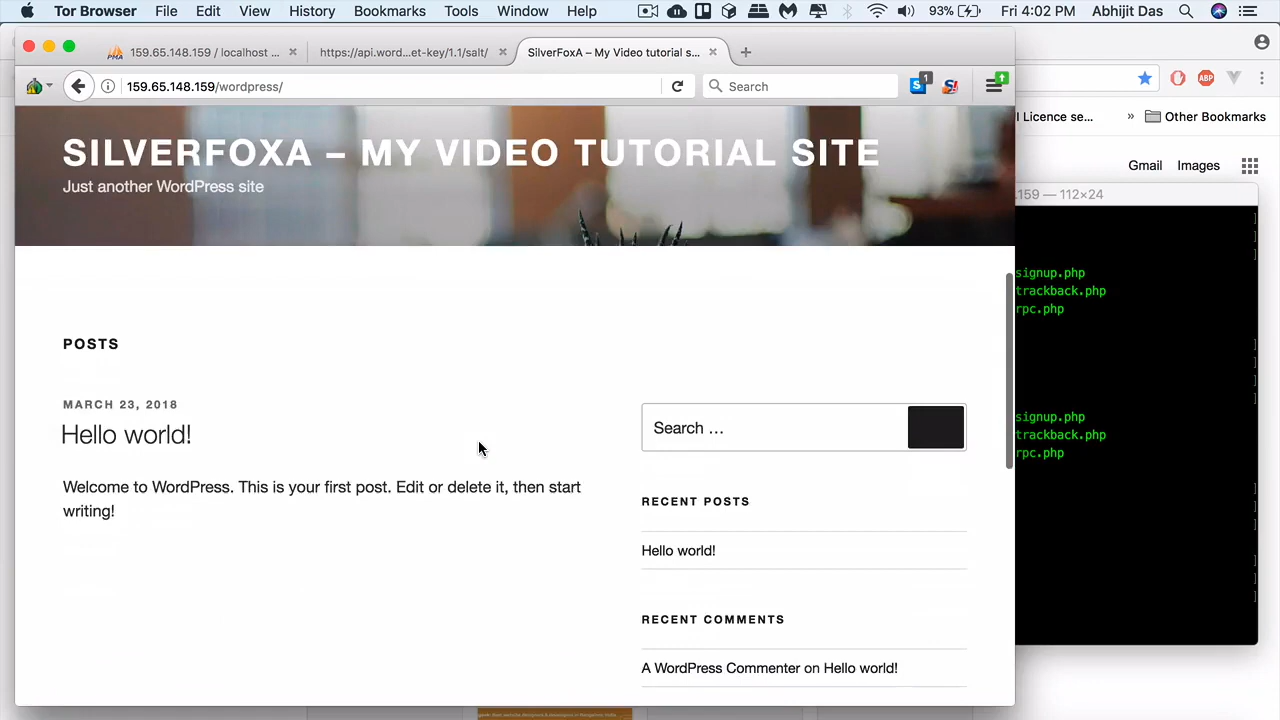 Tor Browser File Edit View History Bookmarks Tools Window Help 93% Fri 4:02 PM Abhijit Das
159.65.148.159 / localhost ... https://api.word...et-key/1.1/salt/ SilverFoxA – My Video tutorial s...
159.65.148.159/wordpress/ Search 1
ABP
l Licence se... » Other Bookmarks
Gmail Images
.159 — 112×24
SILVERFOXA – MY VIDEO TUTORIAL SITE
Just another WordPress site
signup.php
trackback.php
rpc.php
signup.php
trackback.php
rpc.php
POSTS
MARCH 23, 2018
Hello world!
Welcome to WordPress. This is your first post. Edit or delete it, then start
writing!
Search …
RECENT POSTS
Hello world!
RECENT COMMENTS
A WordPress Commenter on Hello world!